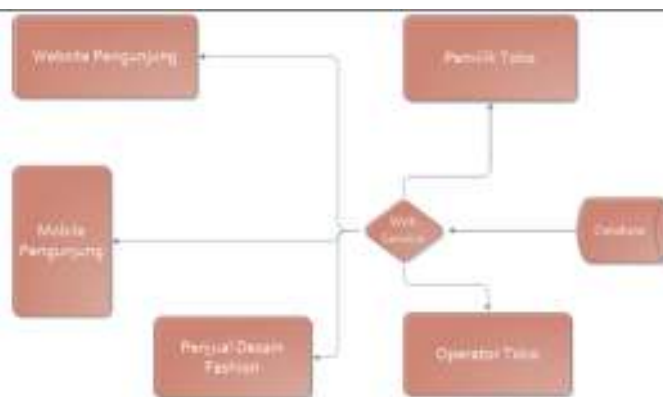 Website Pengunjung
Pemilik Toko
Mobile
Pengunjung
Web
Service
Database
Penjual Desain
Fashion
Operator Toko